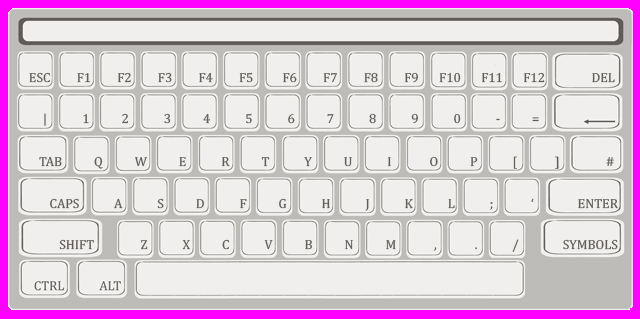 ESC F1 F2 F3 F4 F5 F6 F7 F8 F9 F10 F11 F12 DEL
| 1 2 3 4 5 6 7 8 9 0 - =
TAB Q W E R T Y U I O P [ ] #
CAPS A S D F G H J K L ; ‘ ENTER
SHIFT Z X C V B N M , . / SYMBOLS
CTRL ALT